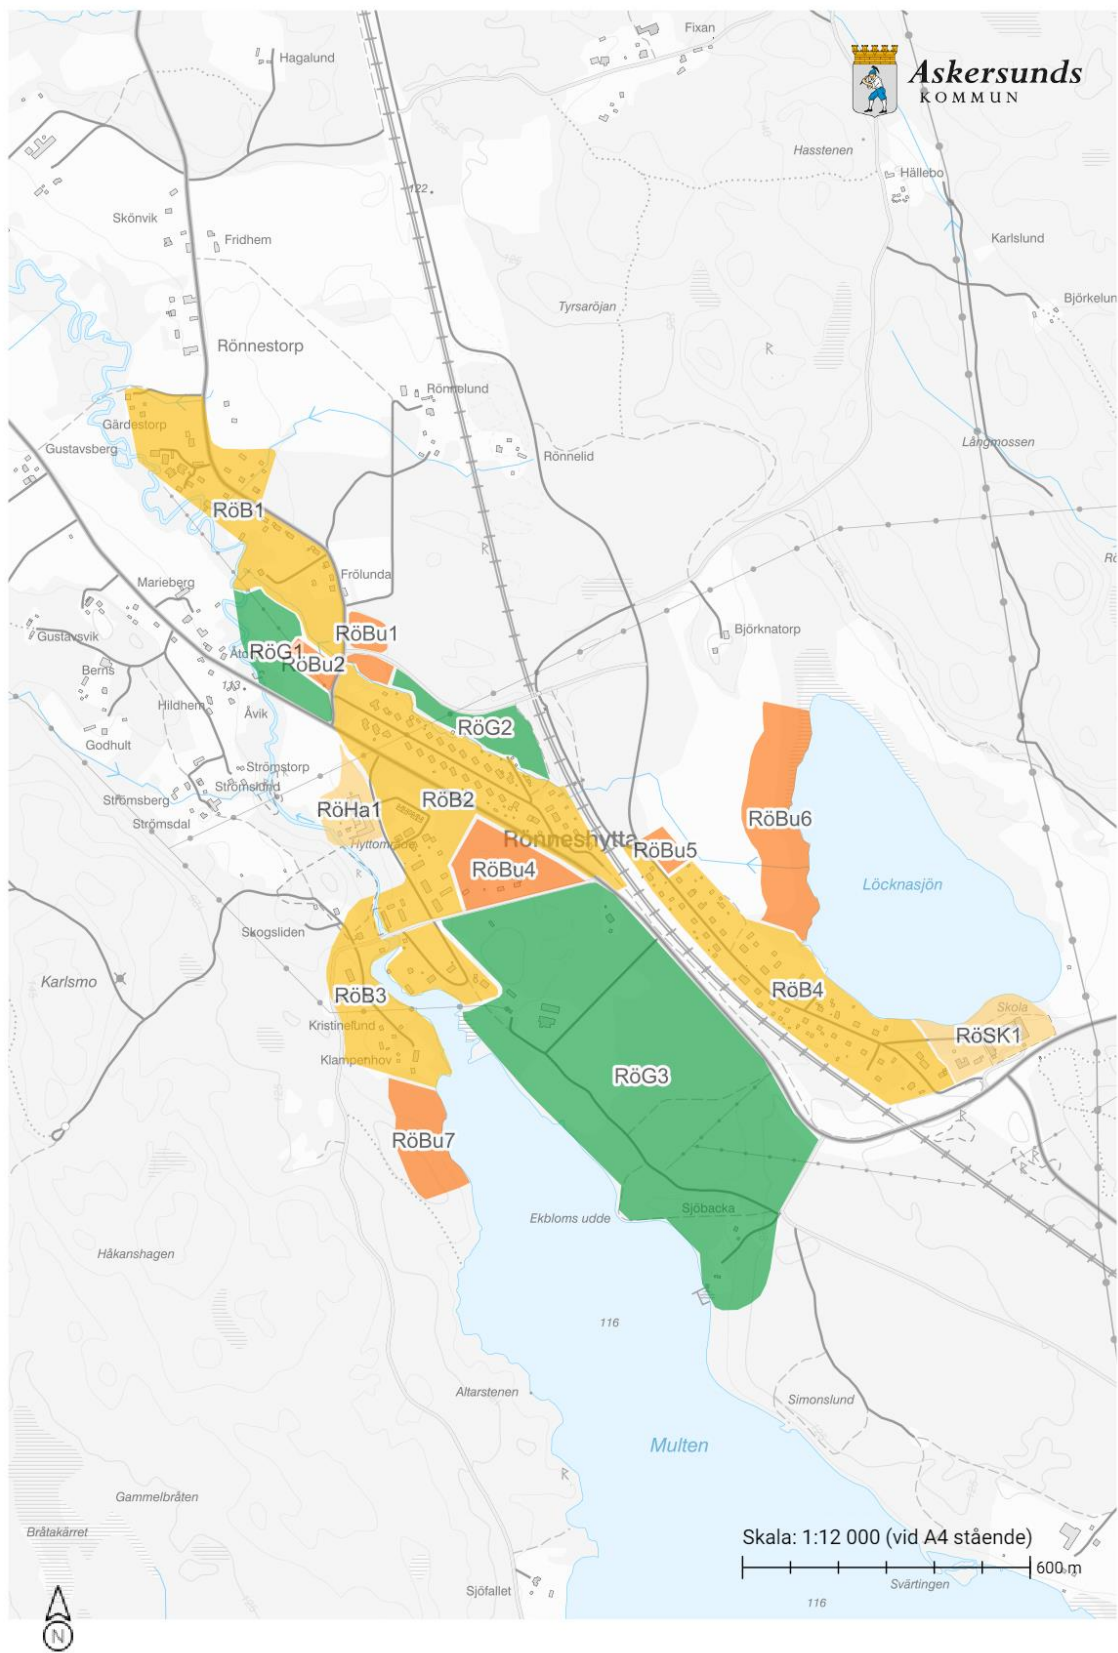 Fixan
Hagalund
Askersunds
KOMMUN
Hasstenen
Hällebo
122
Skönvik
Fridhem
Karlslund
Björkelun
Tyrsaröjan
Rönnestorp
R
Rönnelund
Gärdestorp
Gustavsberg
Rönnelid
Långmossen
RöB1
R
Marieberg
Frölunda
Gustavsvik
RöBu1
Björknatorp
RöG1
RöBu2
Berns
113
Hildhem
Åvik
RöG2
Godhult
Strömstorp
Strömslund
Strömsberg
Strömsdal
RöHa1
RöB2
RöBu6
Rönneshytta
Hyttområde
RöBu5
RöBu4
R
Löcknasjön
Skogsliden
Karlsmo
RöB3
RöB4
Skola
Kristinelund
RöSK1
Klampenhov
RöG3
RöBu7
R
R
R
Ekbloms udde
Sjöbacka
Håkanshagen
116
Altarstenen
Simonslund
Multen
R
Gammelbråten
Bråtakärret
Skala: 1:12 000 (vid A4 stående)
600 m
Svärtingen
Sjöfallet
116
N